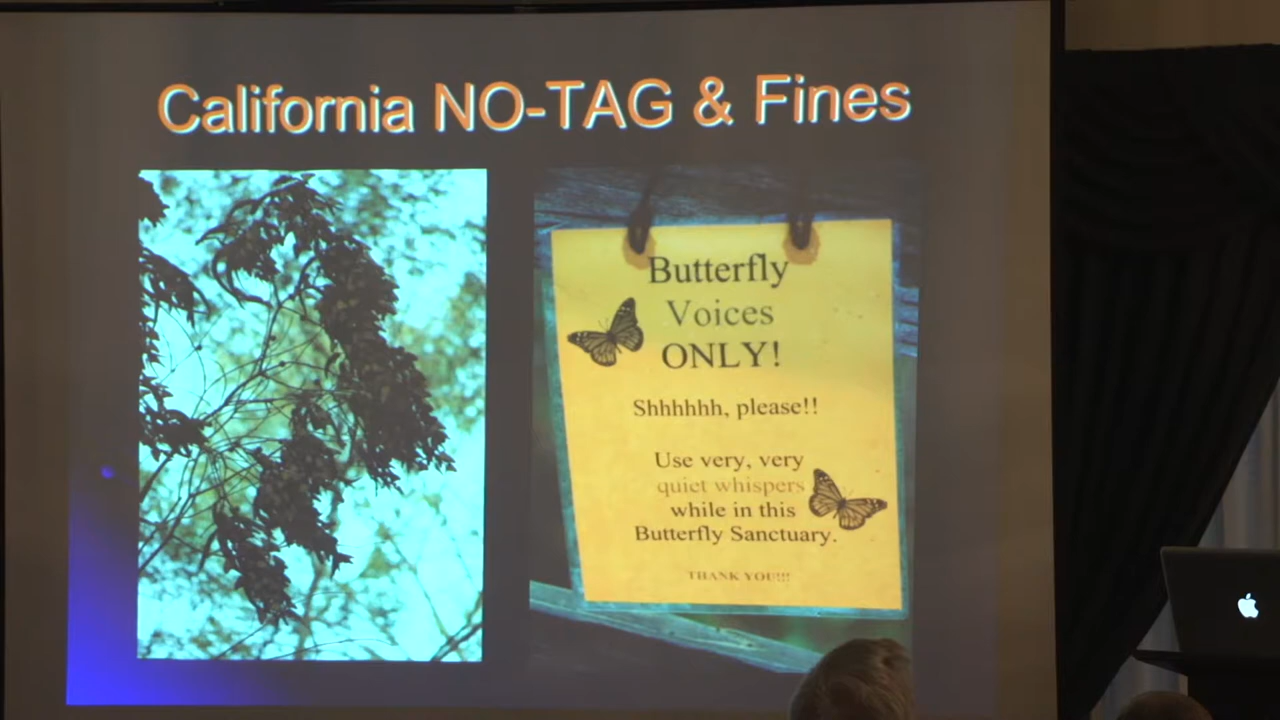 California NO-TAG & Fines
Butterfly
Voices
ONLY!
Shhhhhh, please!!
Use very, very
quiet whispers
while in this
Butterfly Sanctuary.
THANK YOU!!!